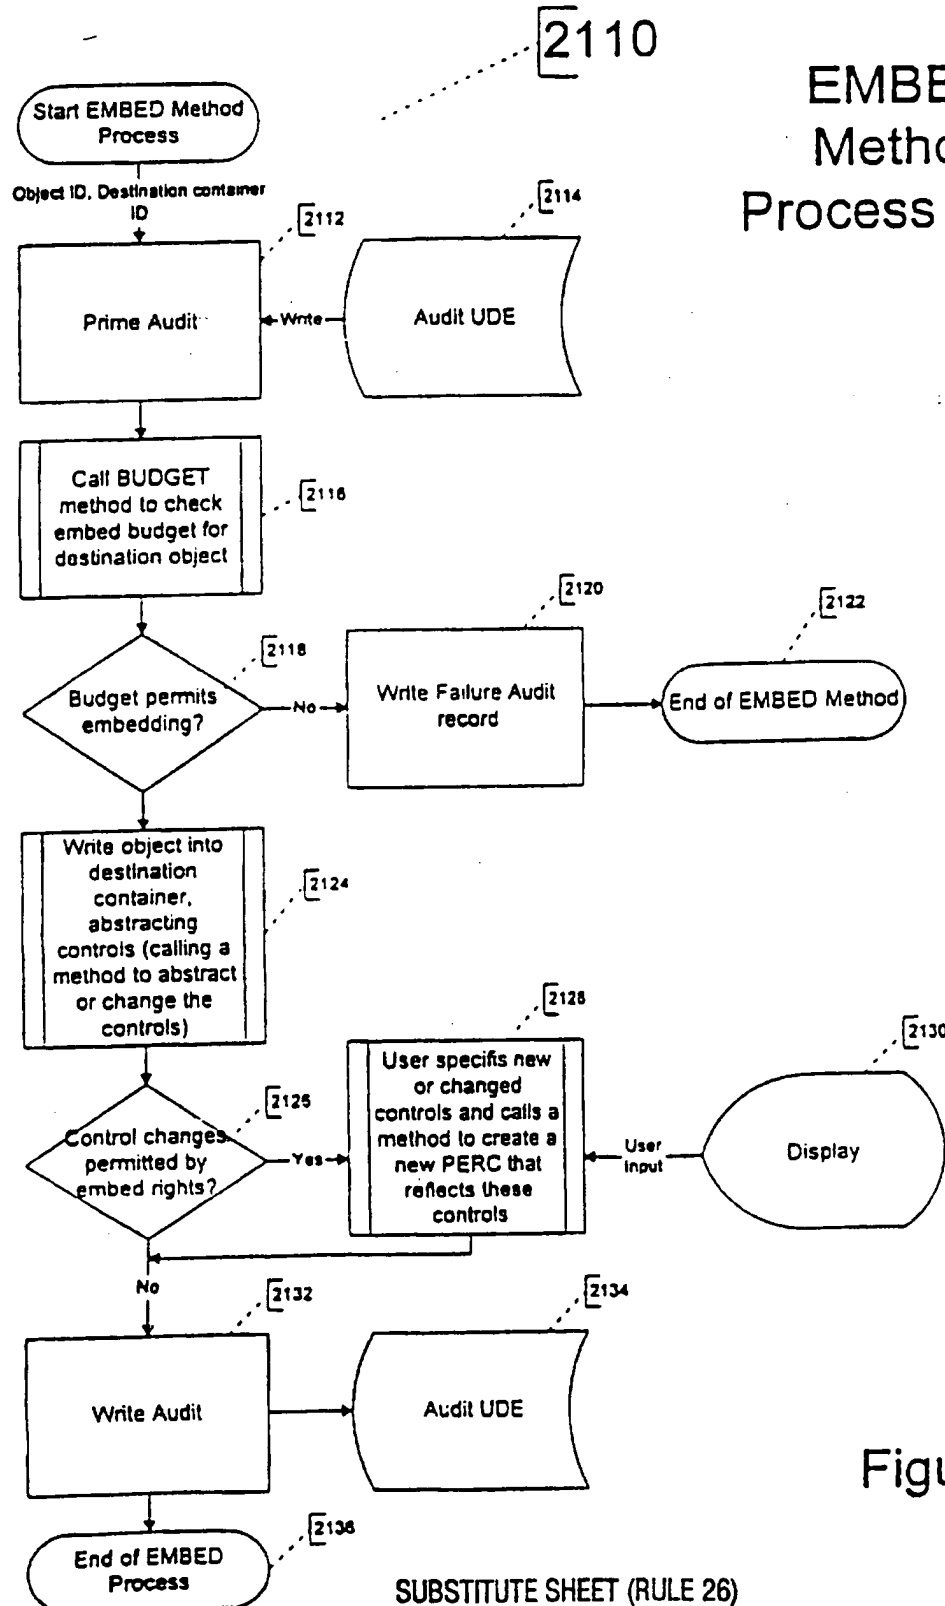 2110
EMBE
Metho
Process
Start EMBED Method
Process
Object ID, Destination container
ID
2112
2114
Prime Audit
Write
Audit UDE
Call BUDGET
method to check
embed budget for
destination object
2116
2118
2120
2122
Budget permits
embedding?
No
Write Failure Audit
record
End of EMBED Method
Write object into
destination
container,
abstracting
controls (calling a
method to abstract
or change the
controls)
2124
2126
2128
2130
Control changes
permitted by
embed rights?
Yes
User specifis new
or changed
controls and calls a
method to create a
new PERC that
reflects these
controls
User
Input
Display
No
2132
2134
Write Audit
Audit UDE
Figu
2136
End of EMBED
Process
SUBSTITUTE SHEET (RULE 26)